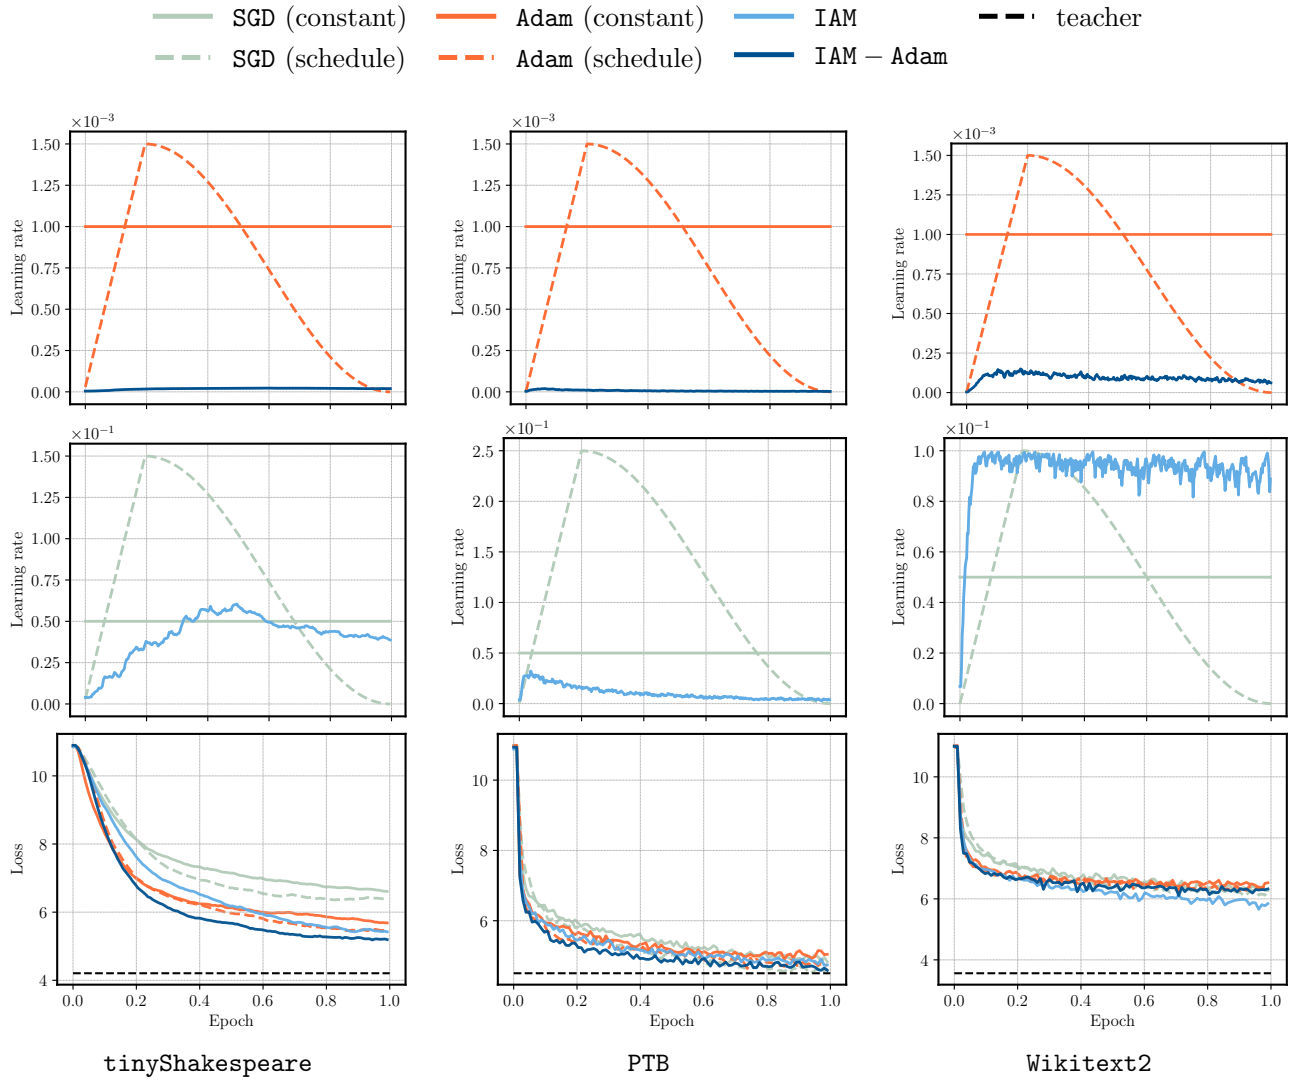 SGD (constant) Adam (constant) IAM teacher
SGD (schedule) Adam (schedule) IAM – Adam
×10⁻³ ×10⁻³ ×10⁻³
Learning rate
1.50
1.25
1.00
0.75
0.50
0.25
0.00
Learning rate
1.50
1.25
1.00
0.75
0.50
0.25
0.00
Learning rate
1.50
1.25
1.00
0.75
0.50
0.25
0.00
×10⁻¹ ×10⁻¹ ×10⁻¹
Learning rate
1.50
1.25
1.00
0.75
0.50
0.25
0.00
Learning rate
2.5
2.0
1.5
1.0
0.5
0.0
Learning rate
1.0
0.8
0.6
0.4
0.2
0.0
Loss
10
8
6
4
0.0 0.2 0.4 0.6 0.8 1.0
Epoch
Loss
10
8
6
0.0 0.2 0.4 0.6 0.8 1.0
Epoch
Loss
10
8
6
4
0.0 0.2 0.4 0.6 0.8 1.0
Epoch
tinyShakespeare PTB Wikitext2